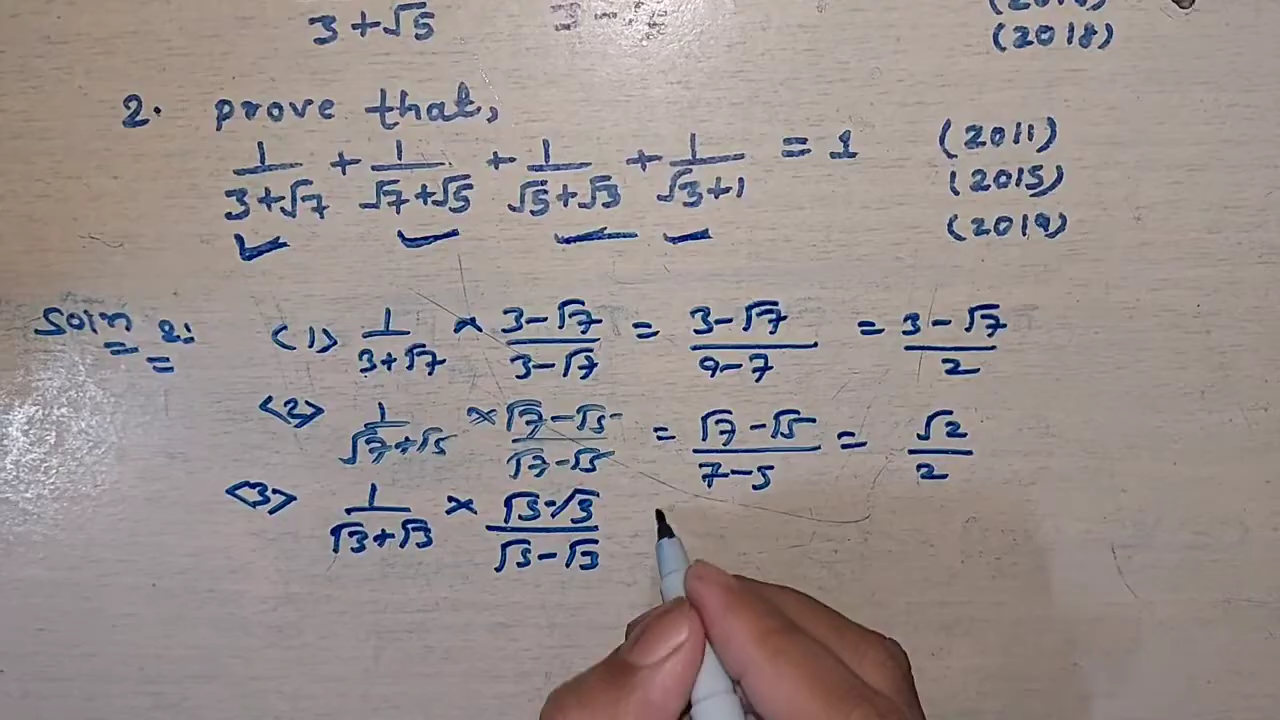 3+√5
(2018)
2. prove that,
1/(3+√7) + 1/(√7+√5) + 1/(√5+√3) + 1/(√3+1) = 1 (2011)
(2015)
(2019)
Soln 2:
(1) 1/(3+√7) × (3-√7)/(3-√7) = (3-√7)/(9-7) = (3-√7)/2
<2> 1/(√7+√5) × (√7-√5)/(√7-√5) = (√7-√5)/(7-5) = √2/2
<3> 1/(√3+√3) × (√3-√3)/(√3-√3)